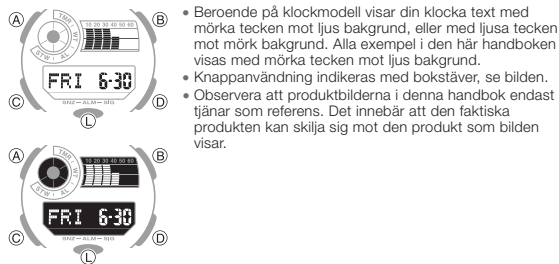 • Beroende på klockmodell visar din klocka text med
mörka tecken mot ljus bakgrund, eller med ljusa tecken
mot mörk bakgrund. Alla exempel i den här handboken
visas med mörka tecken mot ljus bakgrund.
• Knappanvändning indikeras med bokstäver, se bilden.
• Observera att produktbilderna i denna handbok endast
tjänar som referens. Det innebär att den faktiska
produkten kan skilja sig mot den produkt som bilden
visar.
A B
TMR WT
STW AL
10 20 30 40 50 60
FRI 6-30
SNZ – ALM – SIG
C D
L
A B
TMR WT
STW AL
10 20 30 40 50 60
FRI 6-30
SNZ – ALM – SIG
C D
L